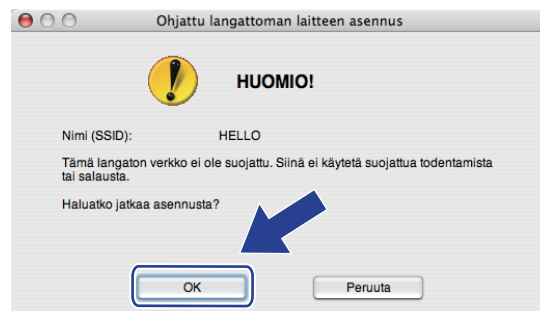 Ohjattu langattoman laitteen asennus
HUOMIO!
Nimi (SSID): HELLO
Tämä langaton verkko ei ole suojattu. Siinä ei käytetä suojattua todentamista
tai salausta.
Haluatko jatkaa asennusta?
OK Peruuta